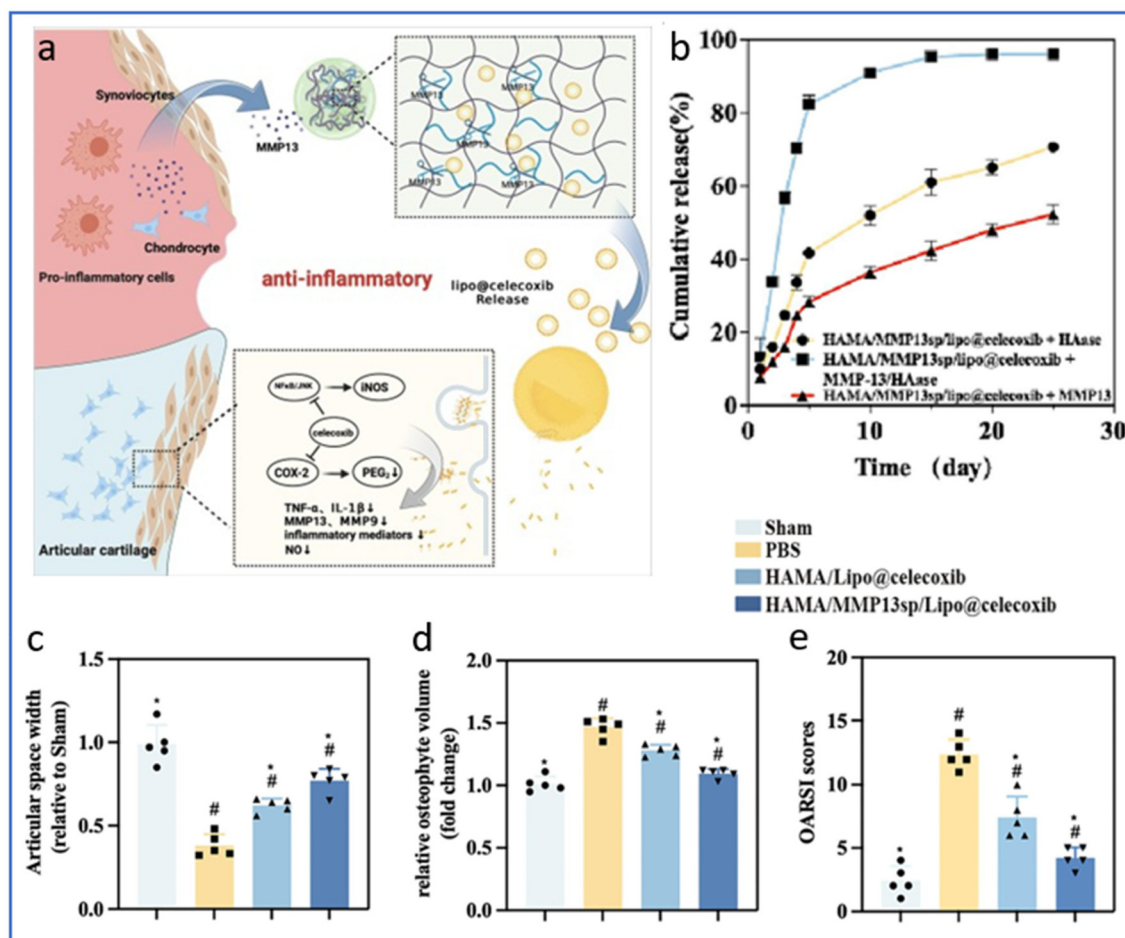 a
Synoviocytes
MMP13
Chondrocyte
Pro-inflammatory cells
MMP13
MMP13
MMP13
MMP13
MMP13
anti-inflammatory
lipo@celecoxib
Release
NFκB/JNK
iNOS
celecoxib
COX-2
PEG₂↓
TNF-α、IL-1β↓
MMP13、MMP9↓
inflammatory mediators ↓
NO↓
Articular cartilage
b
Cumulative release(%)
100
80
60
40
20
0
HAMA/MMP13sp/lipo@celecoxib + HAase
HAMA/MMP13sp/lipo@celecoxib +
MMP-13/HAase
HAMA/MMP13sp/lipo@celecoxib + MMP13
0 10 20 30
Time (day)
Sham
PBS
HAMA/Lipo@celecoxib
HAMA/MMP13sp/Lipo@celecoxib
c
Articular space width
(relative to Sham)
1.5
1.0
0.5
0.0
*
#
*
#
*
#
d
relative osteophyte volume
(fold change)
2.0
1.5
1.0
0.5
0.0
*
#
*
#
*
#
e
OARSI scores
20
15
10
5
0
*
#
*
#
*
#